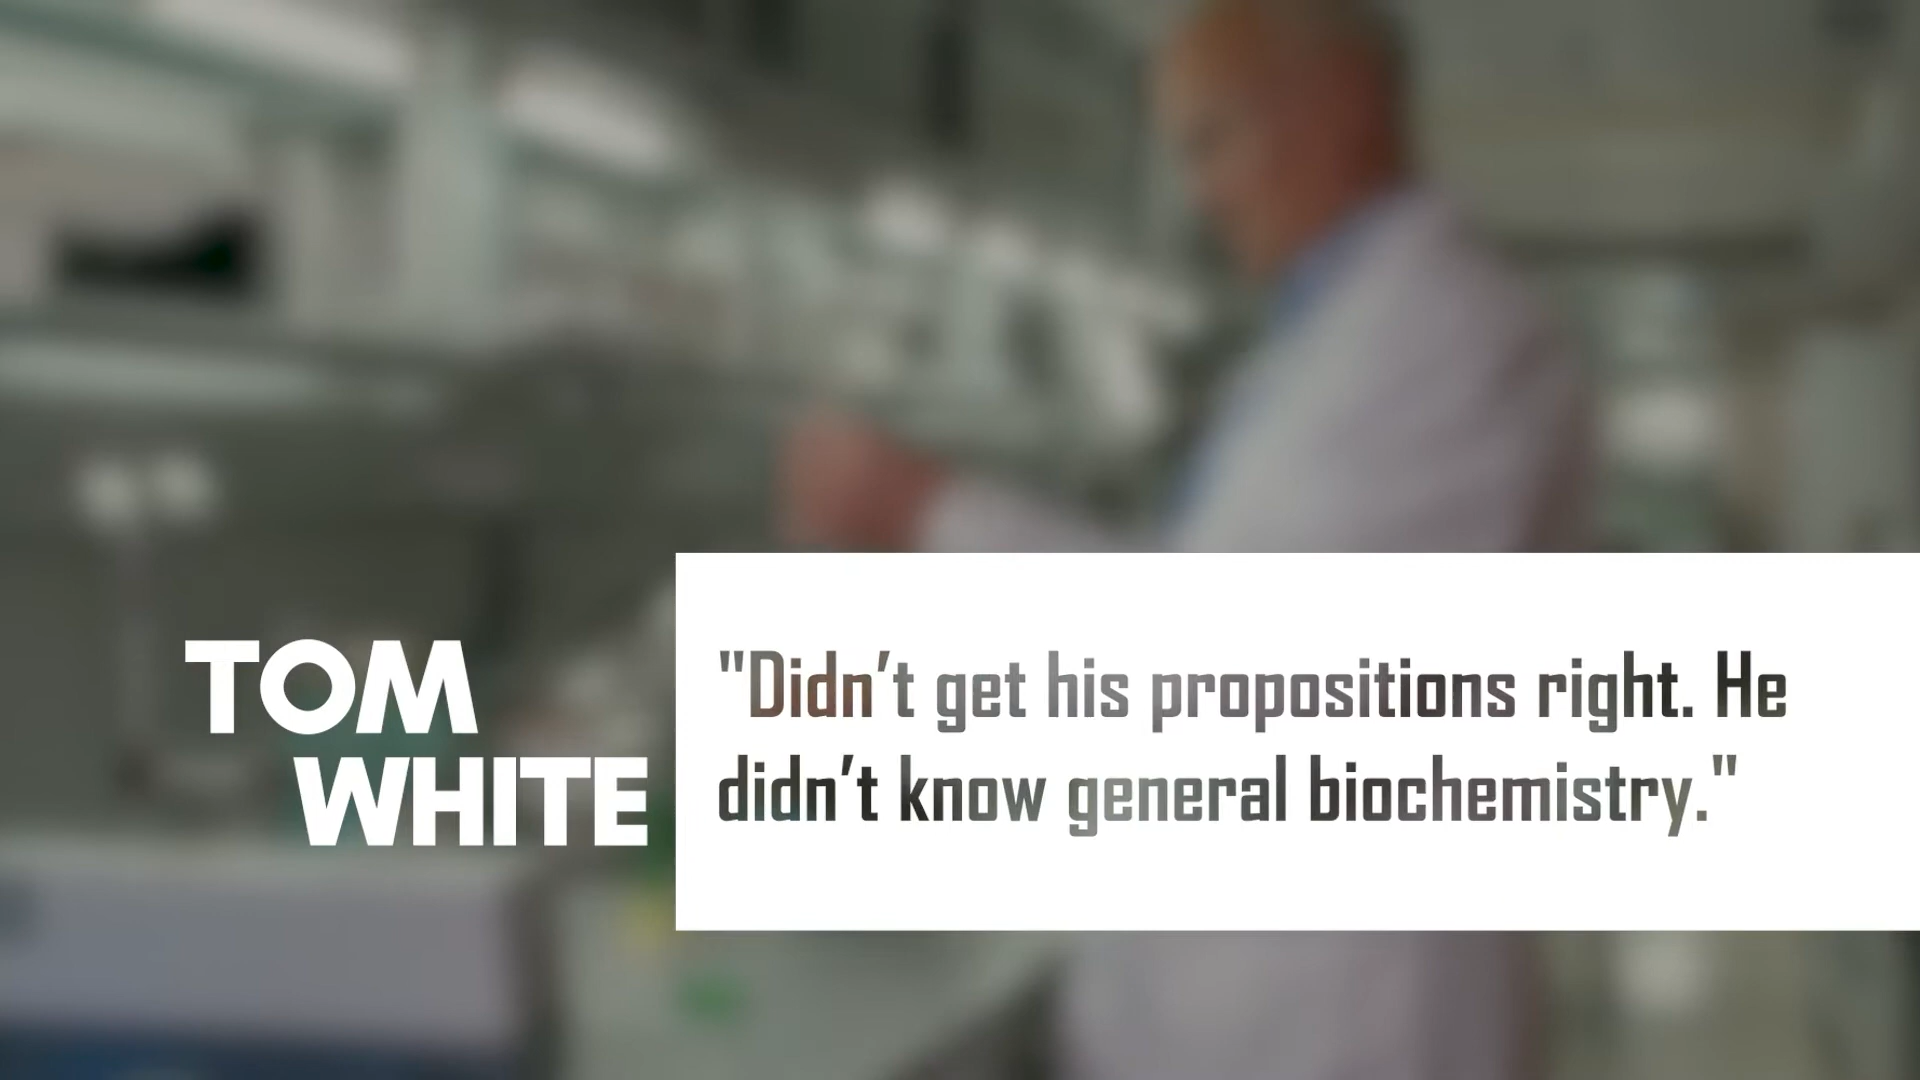 TOM
WHITE
"Didn’t get his propositions right. He
didn’t know general biochemistry."